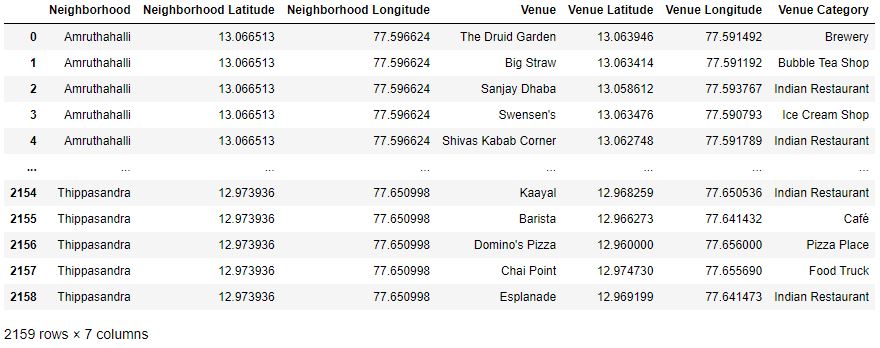 Neighborhood Neighborhood Latitude Neighborhood Longitude Venue Venue Latitude Venue Longitude Venue Category
0 Amruthahalli 13.066513 77.596624 The Druid Garden 13.063946 77.591492 Brewery
1 Amruthahalli 13.066513 77.596624 Big Straw 13.063414 77.591192 Bubble Tea Shop
2 Amruthahalli 13.066513 77.596624 Sanjay Dhaba 13.058612 77.593767 Indian Restaurant
3 Amruthahalli 13.066513 77.596624 Swensen's 13.063476 77.590793 Ice Cream Shop
4 Amruthahalli 13.066513 77.596624 Shivas Kabab Corner 13.062748 77.591789 Indian Restaurant
... ... ... ... ... ... ... ...
2154 Thippasandra 12.973936 77.650998 Kaayal 12.968259 77.650536 Indian Restaurant
2155 Thippasandra 12.973936 77.650998 Barista 12.966273 77.641432 Café
2156 Thippasandra 12.973936 77.650998 Domino's Pizza 12.960000 77.656000 Pizza Place
2157 Thippasandra 12.973936 77.650998 Chai Point 12.974730 77.655690 Food Truck
2158 Thippasandra 12.973936 77.650998 Esplanade 12.969199 77.641473 Indian Restaurant
2159 rows × 7 columns